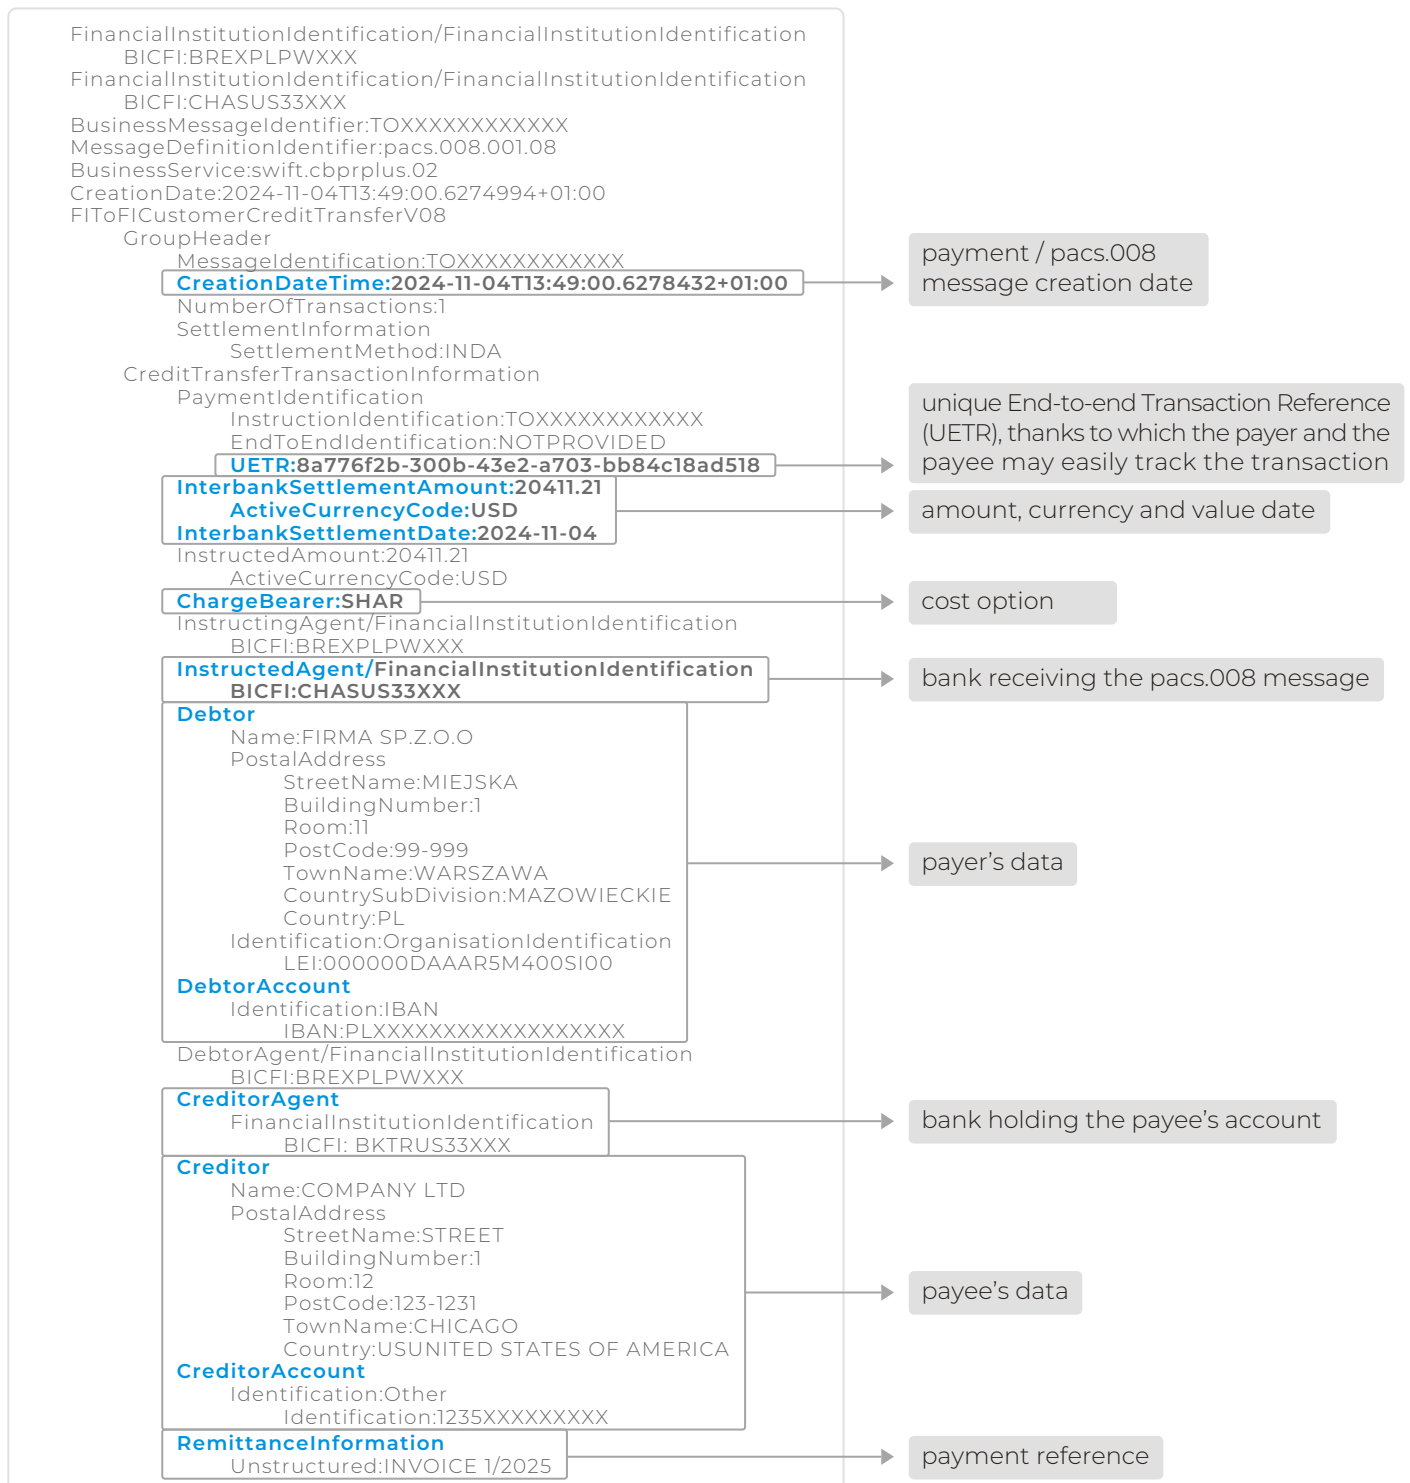 FinancialInstitutionIdentification/FinancialInstitutionIdentification
BICFI:BREXPLPWXXX
FinancialInstitutionIdentification/FinancialInstitutionIdentification
BICFI:CHASUS33XXX
BusinessMessageIdentifier:TOXXXXXXXXXXXX
MessageDefinitionIdentifier:pacs.008.001.08
BusinessService:swift.cbprplus.02
CreationDate:2024-11-04T13:49:00.6274994+01:00
FIToFICustomerCreditTransferV08
GroupHeader
MessageIdentification:TOXXXXXXXXXXXX
CreationDateTime:2024-11-04T13:49:00.6278432+01:00
payment / pacs.008
message creation date
NumberOfTransactions:1
SettlementInformation
SettlementMethod:INDA
CreditTransferTransactionInformation
PaymentIdentification
InstructionIdentification:TOXXXXXXXXXXXX
EndToEndIdentification:NOTPROVIDED
UETR:8a776f2b-300b-43e2-a703-bb84c18ad518
unique End-to-end Transaction Reference
(UETR), thanks to which the payer and the
payee may easily track the transaction
InterbankSettlementAmount:20411.21
ActiveCurrencyCode:USD
InterbankSettlementDate:2024-11-04
amount, currency and value date
InstructedAmount:20411.21
ActiveCurrencyCode:USD
ChargeBearer:SHAR
cost option
InstructingAgent/FinancialInstitutionIdentification
BICFI:BREXPLPWXXX
InstructedAgent/FinancialInstitutionIdentification
BICFI:CHASUS33XXX
bank receiving the pacs.008 message
Debtor
Name:FIRMA SP.Z.O.O
PostalAddress
StreetName:MIEJSKA
BuildingNumber:1
Room:11
PostCode:99-999
TownName:WARSZAWA
CountrySubDivision:MAZOWIECKIE
Country:PL
Identification:OrganisationIdentification
LEI:000000DAAAR5M400SI00
DebtorAccount
Identification:IBAN
IBAN:PLXXXXXXXXXXXXXXXXXX
payer's data
DebtorAgent/FinancialInstitutionIdentification
BICFI:BREXPLPWXXX
CreditorAgent
FinancialInstitutionIdentification
BICFI: BKTRUS33XXX
bank holding the payee's account
Creditor
Name:COMPANY LTD
PostalAddress
StreetName:STREET
BuildingNumber:1
Room:12
PostCode:123-1231
TownName:CHICAGO
Country:USUNITED STATES OF AMERICA
CreditorAccount
Identification:Other
Identification:1235XXXXXXXXX
payee's data
RemittanceInformation
Unstructured:INVOICE 1/2025
payment reference